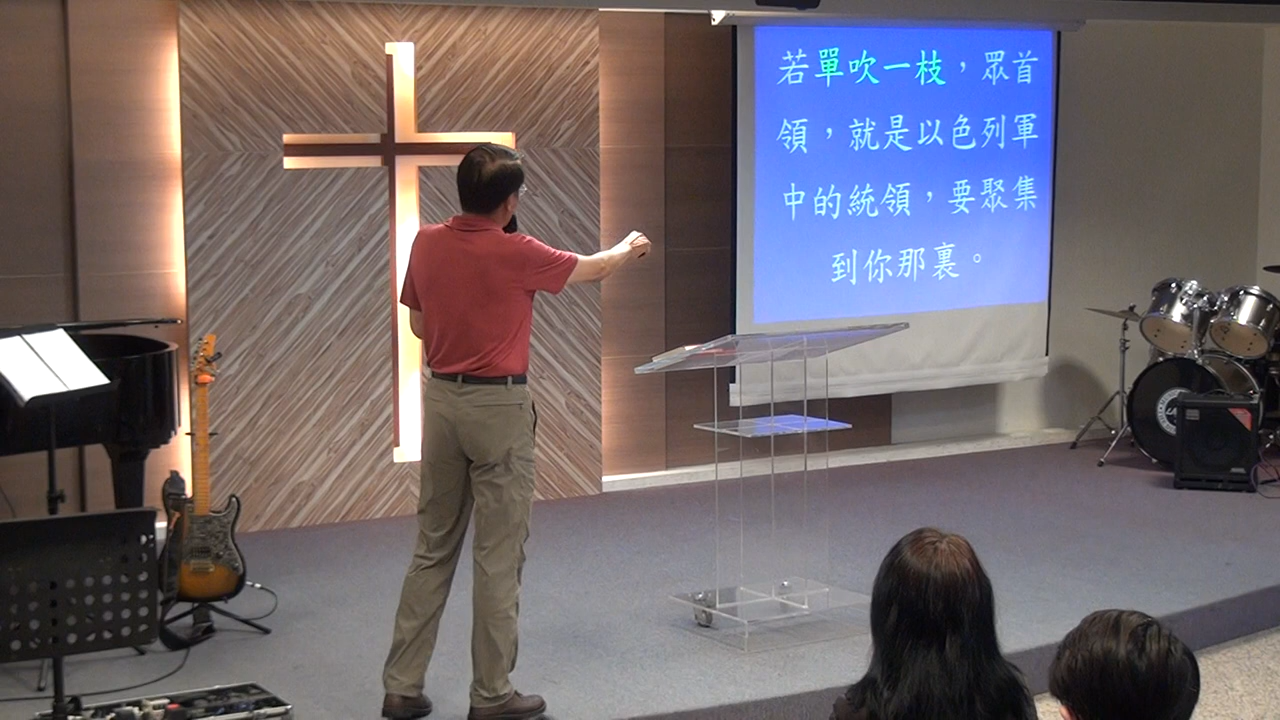 若單吹一枝，眾首
領，就是以色列軍
中的統領，要聚集
到你那裏。